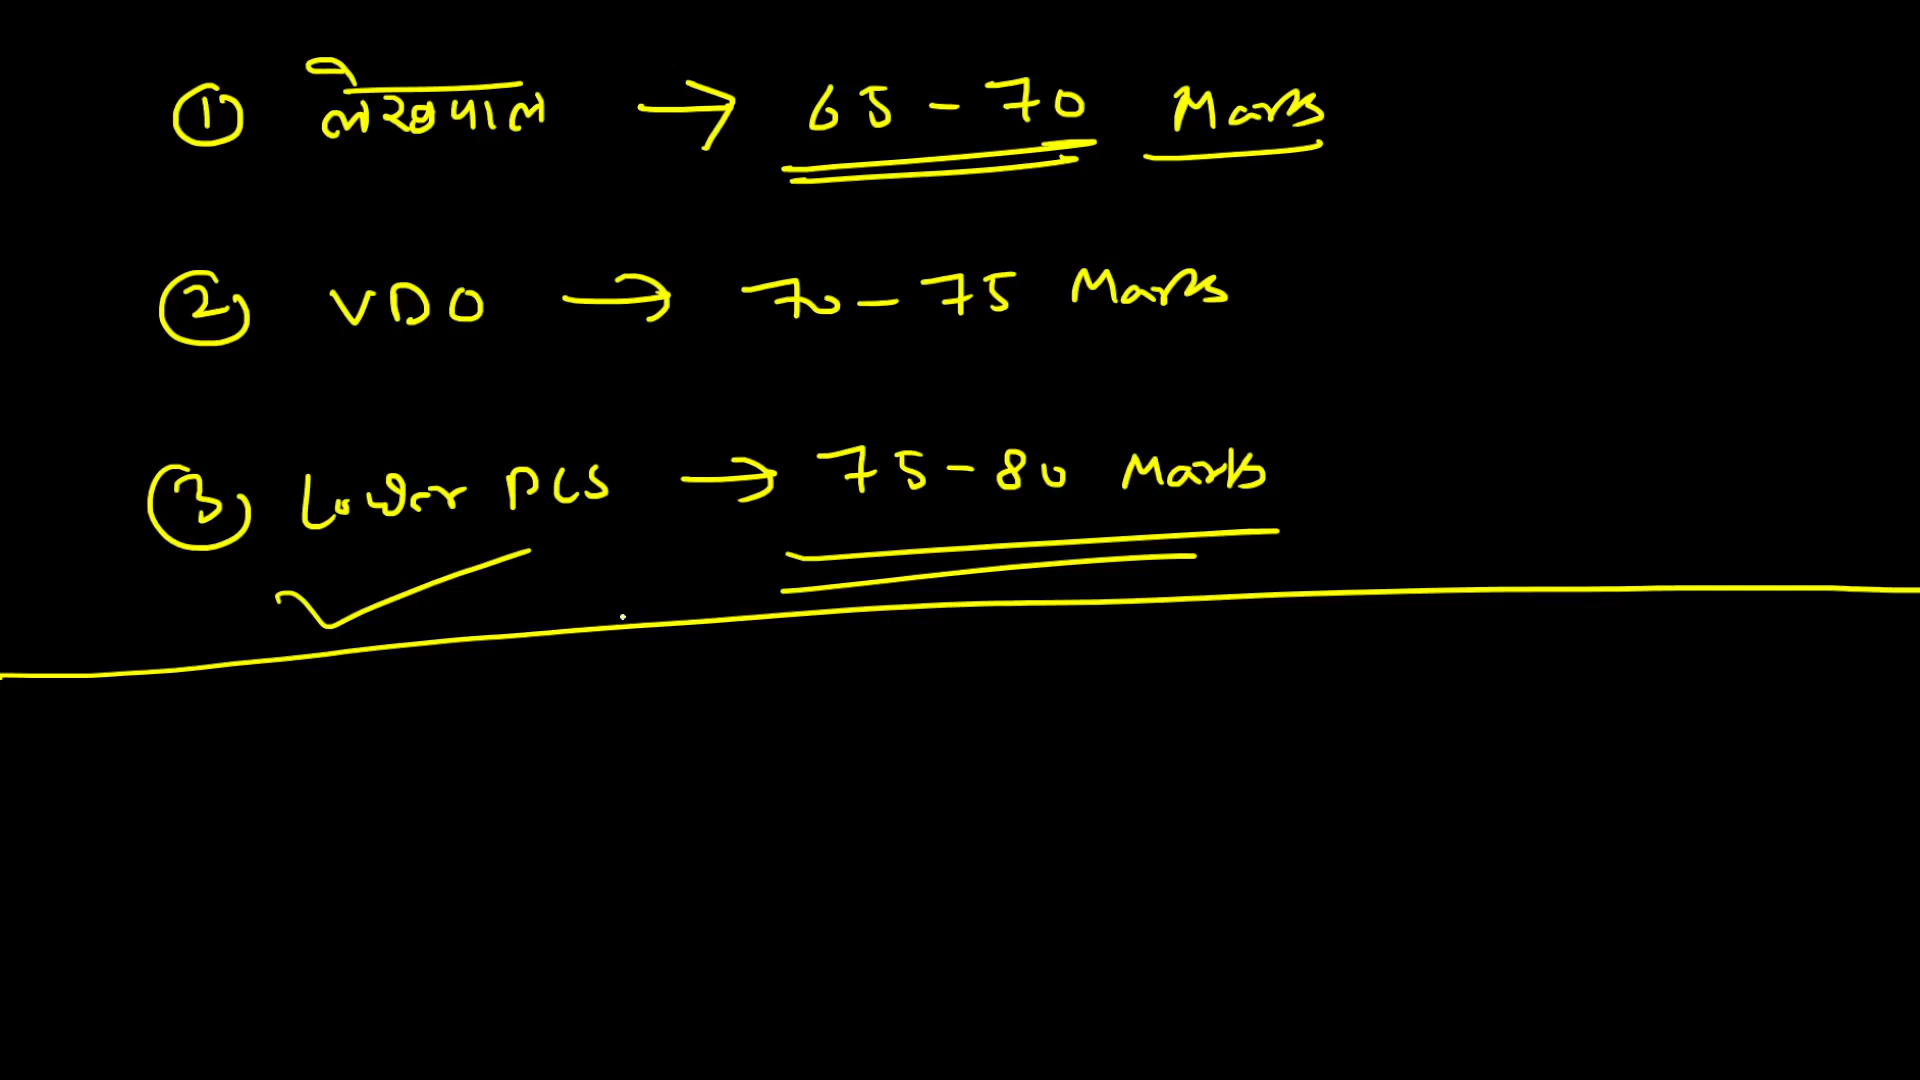 ① लेखपाल → 65 - 70 Marks
② VDO → 70 - 75 Marks
③ Lower PCS → 75 - 80 Marks